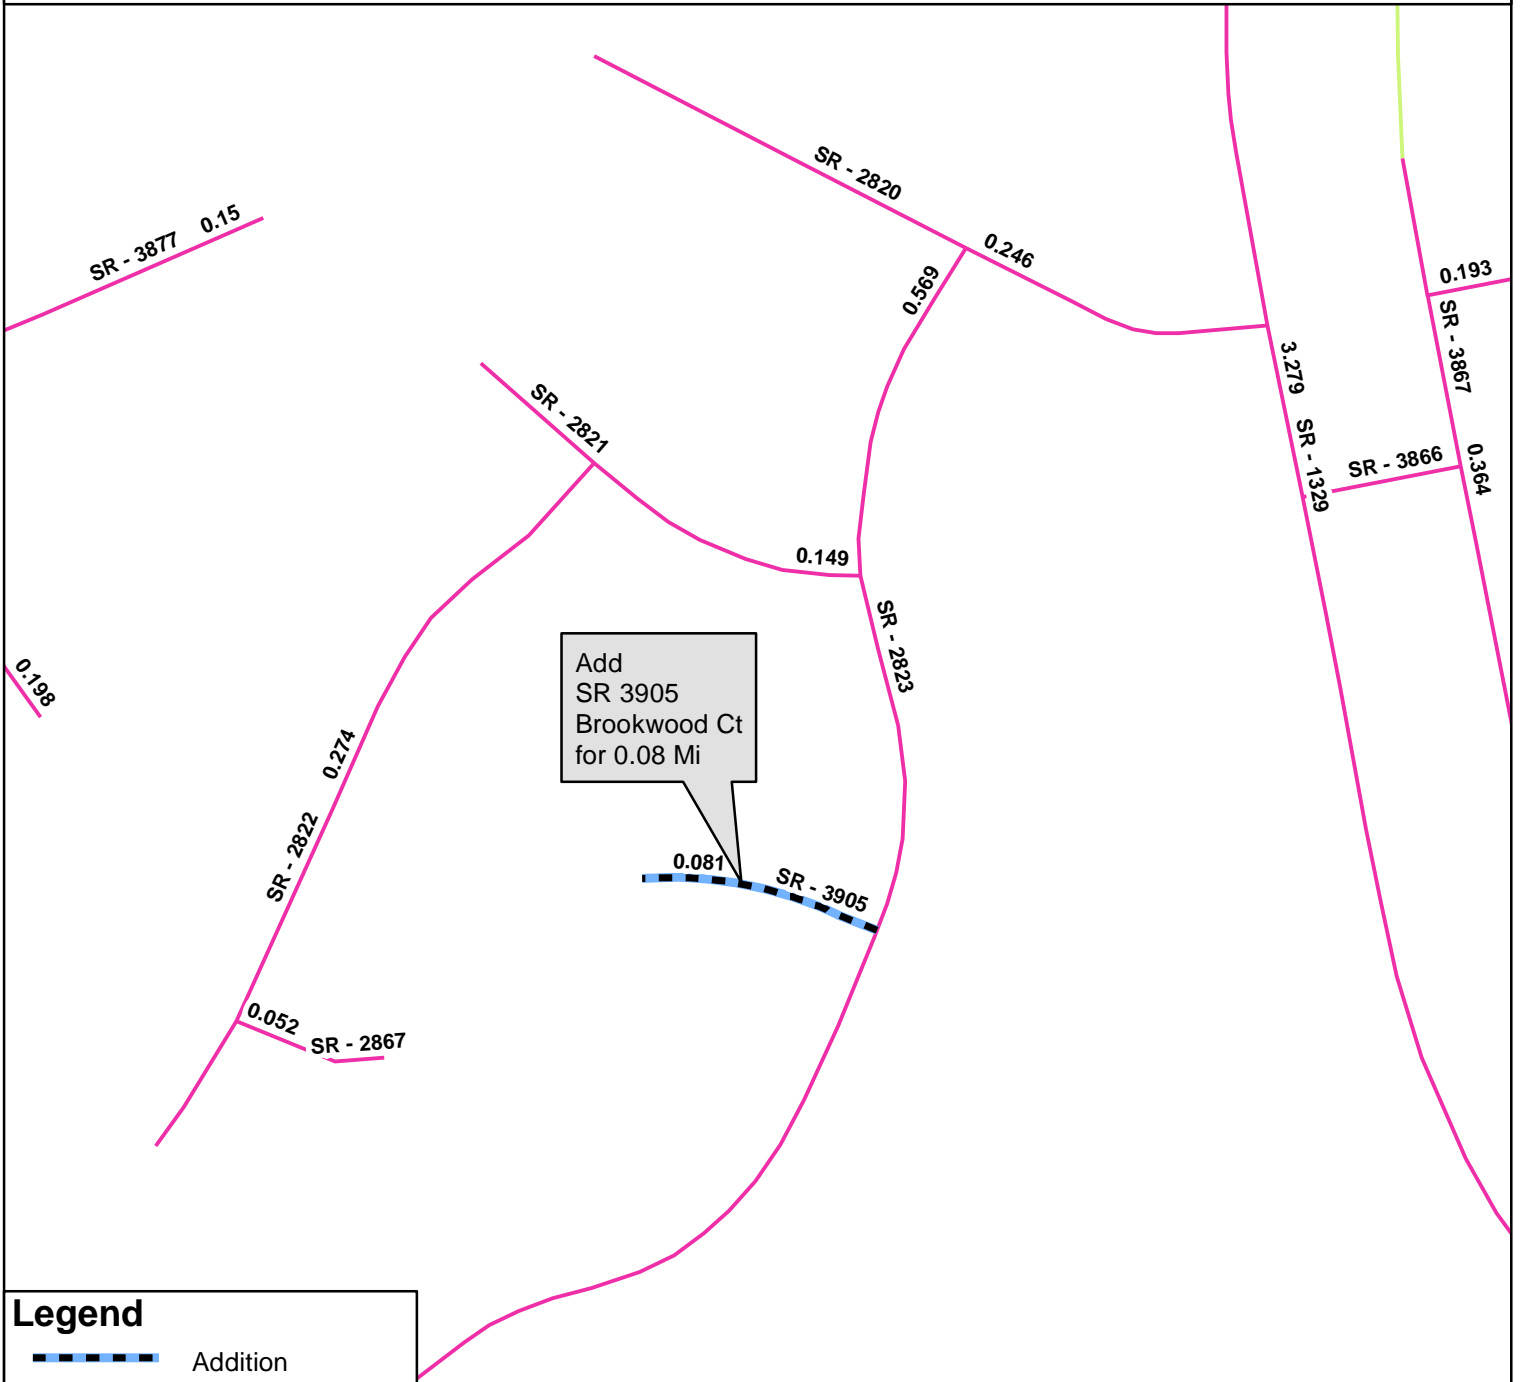 SR - 2820
0.246
SR - 3877 0.15
0.569
0.193
SR - 3867
3.279 SR - 1329
SR - 2821
SR - 3866
0.364
0.149
SR - 2823
Add
SR 3905
Brookwood Ct
for 0.08 Mi
0.198
0.274
SR - 2822
0.081
SR - 3905
0.052
SR - 2867
Legend
Addition